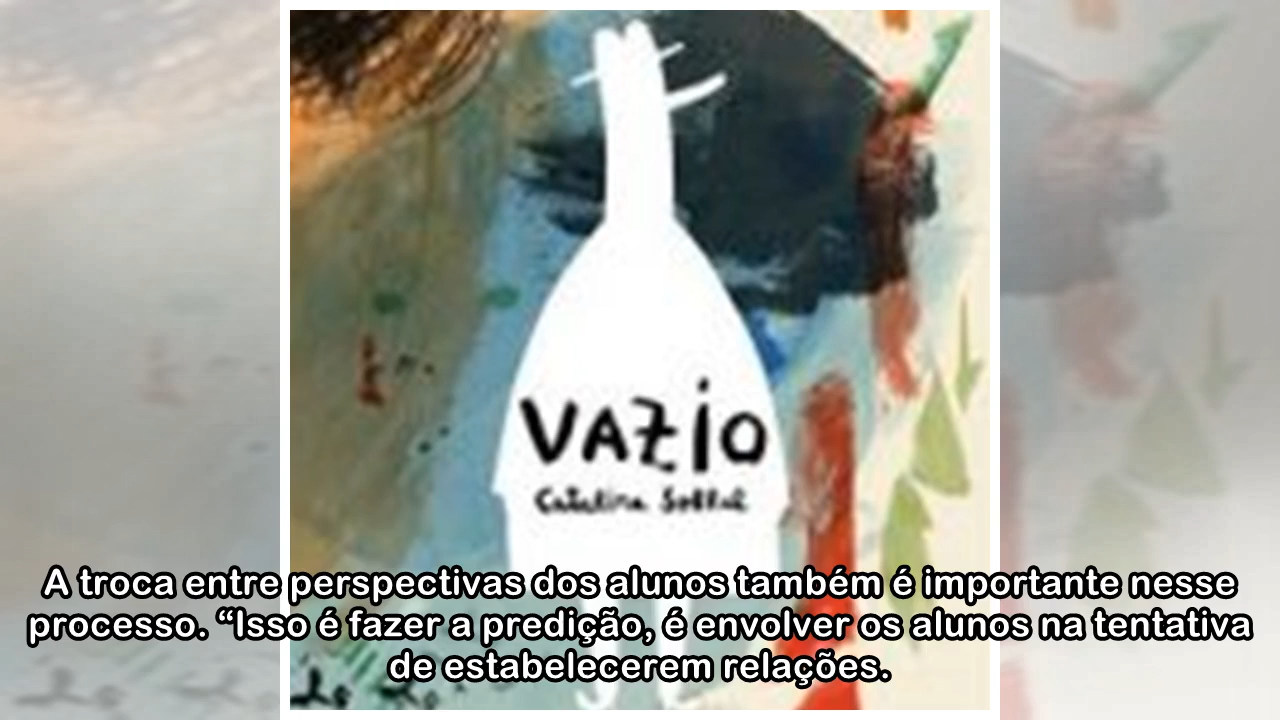 VAZIO
Catalina Sobral
A troca entre perspectivas dos alunos também é importante nesse
processo. “Isso é fazer a predição, é envolver os alunos na tentativa
de estabelecerem relações.